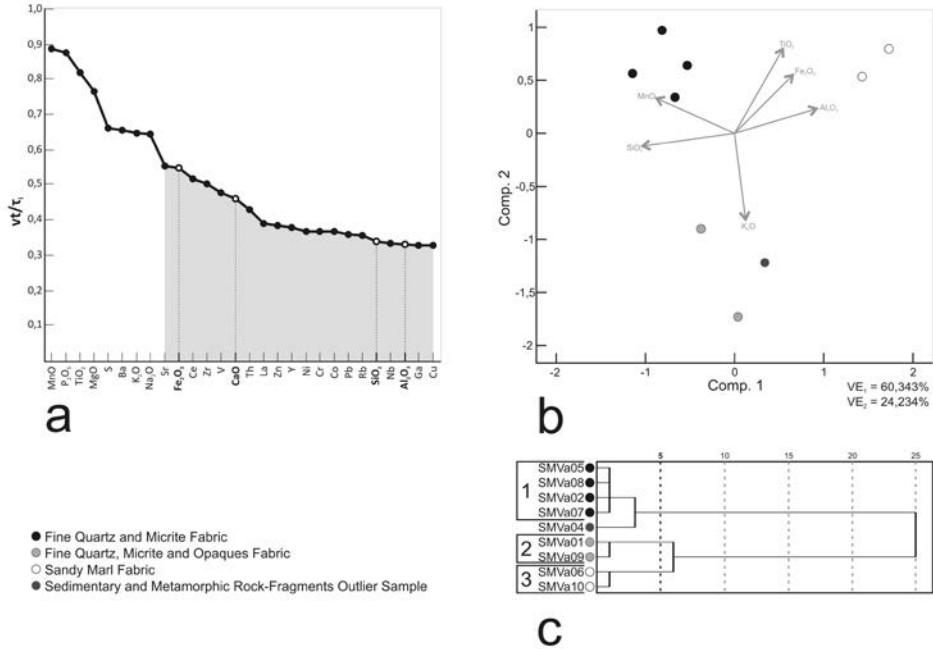 1,0
0,9
0,8
0,7
0,6
0,5
0,4
0,3
0,2
0,1
vt/τᵢ
MnO
P₂O₅
TiO₂
MgO
S
Ba
K₂O
Na₂O
Sr
Fe₂O₃
Ce
Zr
V
CaO
Th
La
Zn
Y
Ni
Cr
Co
Pb
Rb
SiO₂
Nb
Al₂O₃
Ga
Cu
a
1
0,5
0
-0,5
-1
-1,5
-2
Comp. 2
TiO₂
Fe₂O₃
MnO
Al₂O₃
SiO₂
K₂O
-2
-1
0
1
2
Comp. 1
VE₁ = 60,343%
VE₂ = 24,234%
b
Fine Quartz and Micrite Fabric
Fine Quartz, Micrite and Opaques Fabric
Sandy Marl Fabric
Sedimentary and Metamorphic Rock-Fragments Outlier Sample
5
10
15
20
25
1
SMVa05
SMVa08
SMVa02
SMVa07
SMVa04
2
SMVa01
SMVa09
3
SMVa06
SMVa10
c